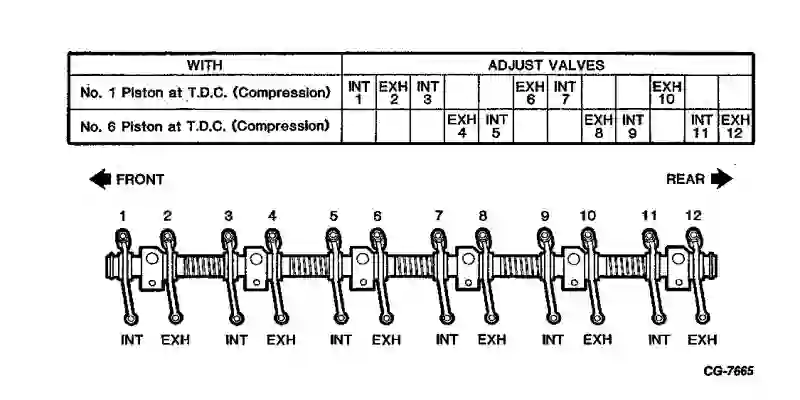 WITH ADJUST VALVES
No. 1 Piston at T.D.C. (Compression) INT 1 EXH 2 INT 3 EXH 6 INT 7 EXH 10
No. 6 Piston at T.D.C. (Compression) EXH 4 INT 5 EXH 8 INT 9 INT 11 EXH 12
FRONT REAR
1 2 3 4 5 6 7 8 9 10 11 12
INT EXH INT EXH INT EXH INT EXH INT EXH INT EXH
CG-7665